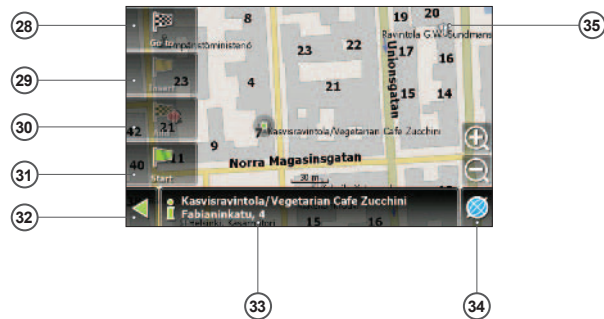 28
29
30
31
32
33
34
35
8
19 20
Ravintola G.W. Sundmans
Go to
23 22 17
16
Insert
23
4
21
Unionsgatan
15 14
42
21
7
Kasvisravintola/Vegetarian Cafe Zucchini
9
40
11
Start
Norra Magasinsgatan
30 m
Kasvisravintola/Vegetarian Cafe Zucchini
Fabianinkatu, 4
15 16